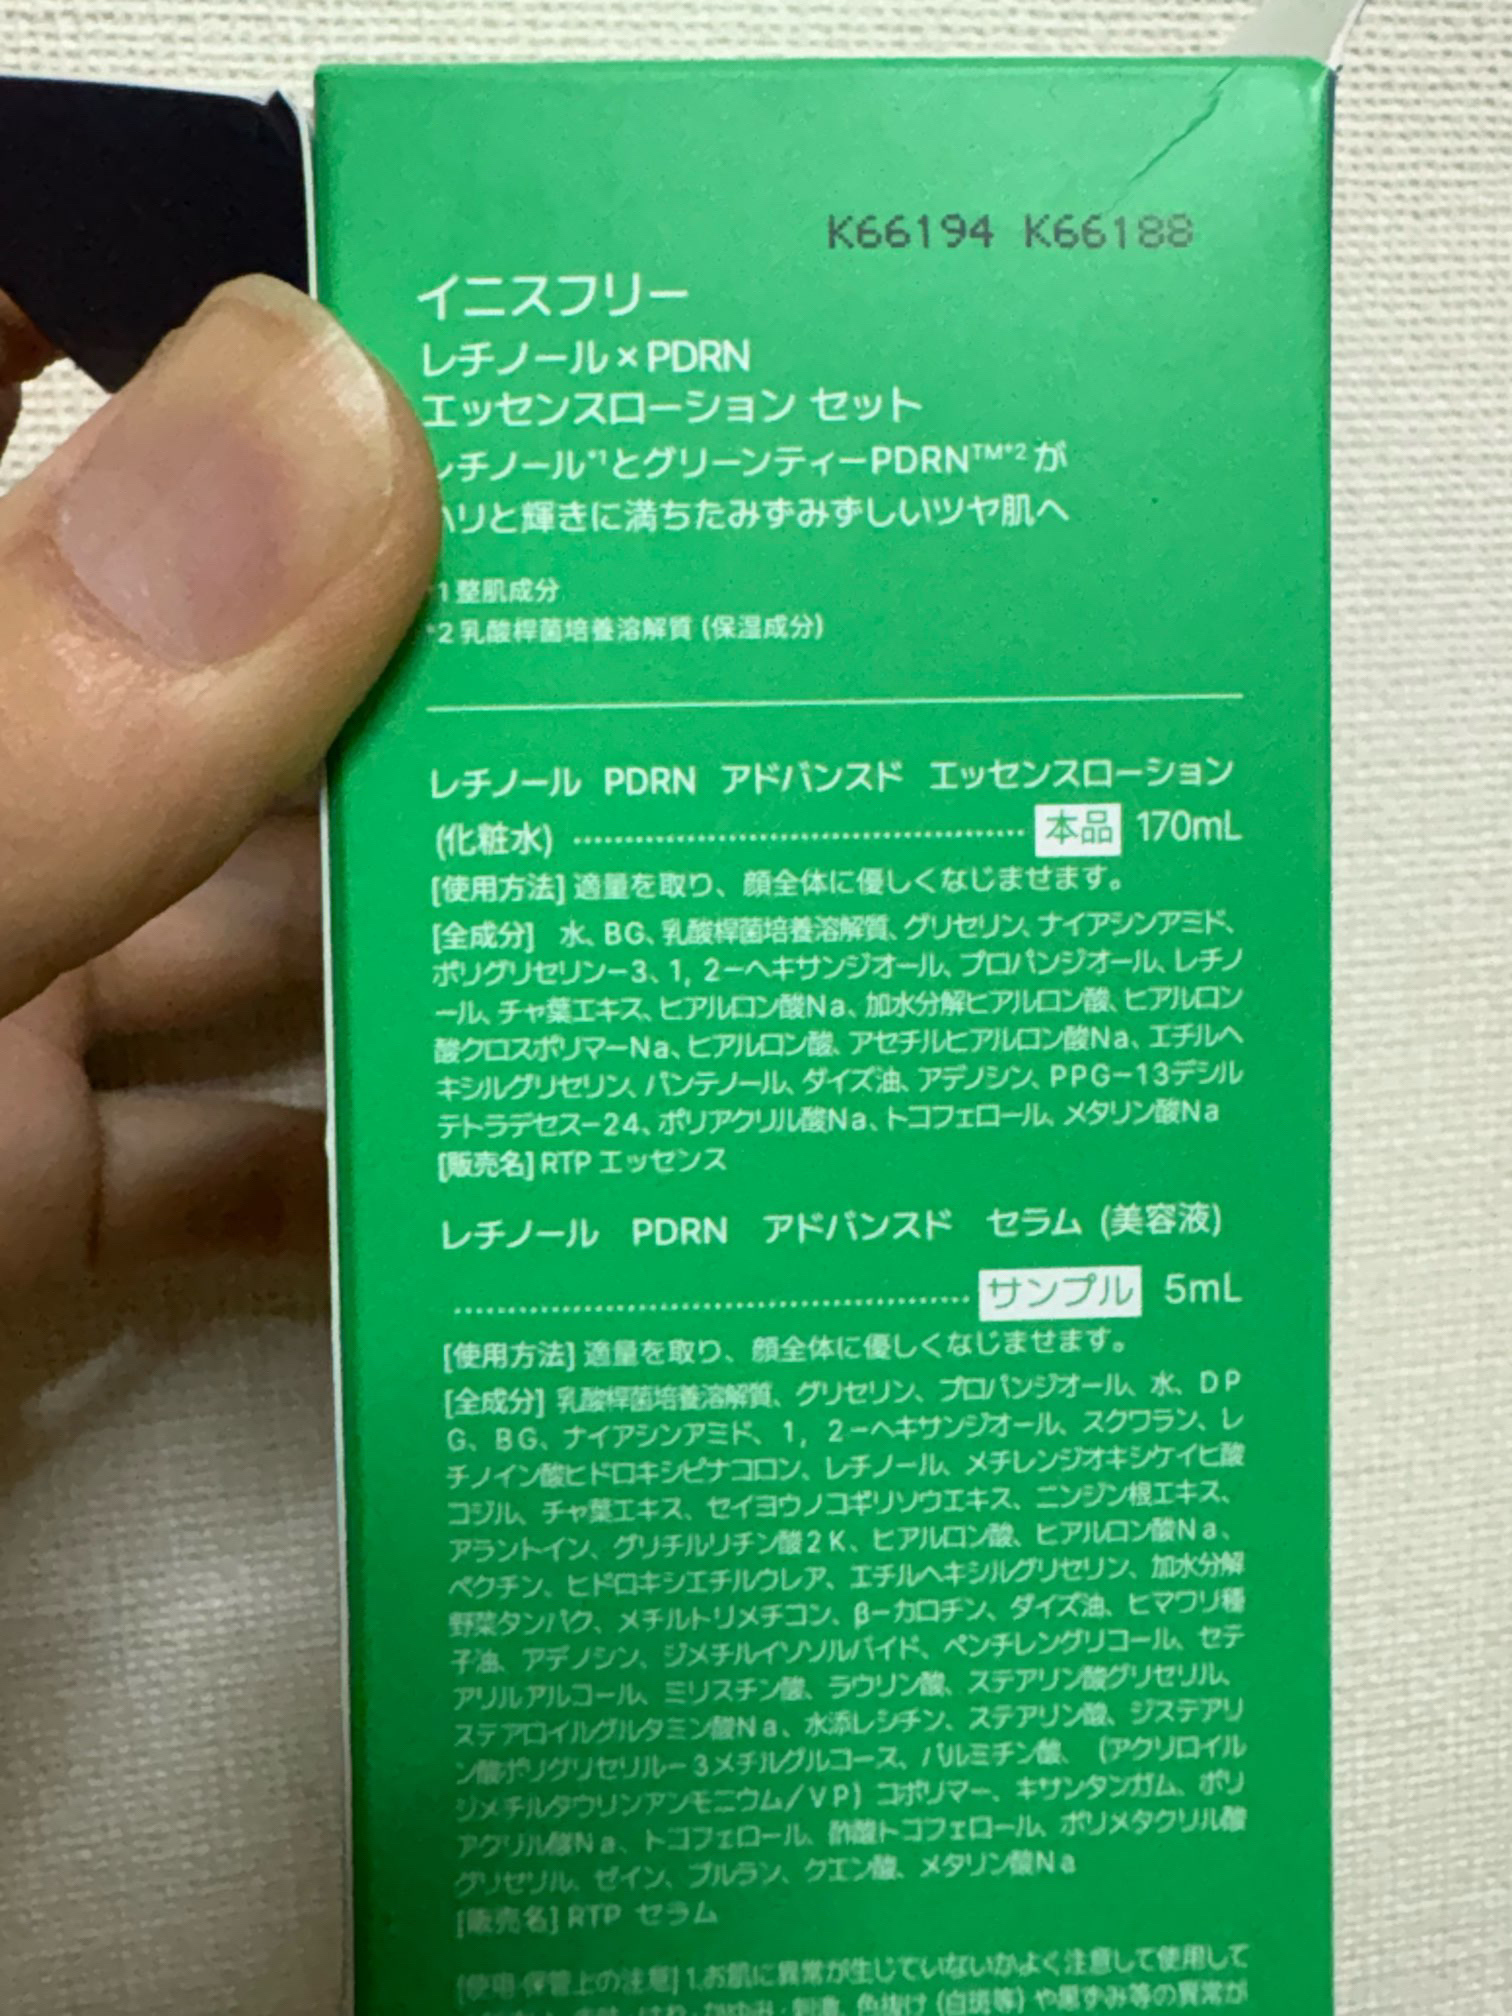 K66194 K66188
イニスフリー
レチノール×PDRN
エッセンスローション セット
レチノール*1とグリーンティーPDRN™*2が
ハリと輝きに満ちたみずみずしいツヤ肌へ
*1 整肌成分
*2 乳酸桿菌培養溶解質 (保湿成分)
レチノール PDRN アドバンスド エッセンスローション
(化粧水) 本品 170mL
[使用方法] 適量を取り、顔全体に優しくなじませます。
[全成分] 水、BG、乳酸桿菌培養溶解質、グリセリン、ナイアシンアミド、
ポリグリセリン-3、1, 2-ヘキサンジオール、プロパンジオール、レチノ
ール、チャ葉エキス、ヒアルロン酸Na、加水分解ヒアルロン酸、ヒアルロン
酸クロスポリマーNa、ヒアルロン酸、アセチルヒアルロン酸Na、エチルヘ
キシルグリセリン、パンテノール、ダイズ油、アデノシン、PPG-13デシル
テトラデセス-24、ポリアクリル酸Na、トコフェロール、メタリン酸Na
[販売名] RTP エッセンス
レチノール PDRN アドバンスド セラム (美容液)
サンプル 5mL
[使用方法] 適量を取り、顔全体に優しくなじませます。
[全成分] 乳酸桿菌培養溶解質、グリセリン、プロパンジオール、水、DP
G、BG、ナイアシンアミド、1, 2-ヘキサンジオール、スクワラン、レ
チノイン酸ヒドロキシピナコロン、レチノール、メチレンジオキシケイヒ酸
コジル、チャ葉エキス、セイヨウノコギリソウエキス、ニンジン根エキス、
アラントイン、グリチルリチン酸2K、ヒアルロン酸、ヒアルロン酸Na、
ペクチン、ヒドロキシエチルウレア、エチルヘキシルグリセリン、加水分解
野菜タンパク、メチルトリメチコン、β-カロチン、ダイズ油、ヒマワリ種
子油、アデノシン、ジメチルイソソルバイド、ペンチレングリコール、セテ
アリルアルコール、ミリスチン酸、ラウリン酸、ステアリン酸グリセリル、
ステアロイルグルタミン酸Na、水添レシチン、ステアリン酸、ジステアリ
ン酸ポリグリセリル-3メチルグルコース、パルミチン酸、(アクリロイル
ジメチルタウリンアンモニウム/VP) コポリマー、キサンタンガム、ポリ
アクリル酸Na、トコフェロール、酢酸トコフェロール、ポリメタクリル酸
グリセリル、ゼイン、プルラン、クエン酸、メタリン酸Na
[販売名] RTP セラム
[使用・保管上の注意] 1.お肌に異常が生じていないかよく注意して使用して
赤味・はれ・かゆみ・刺激、色抜け (白斑等) や黒ずみ等の異常が